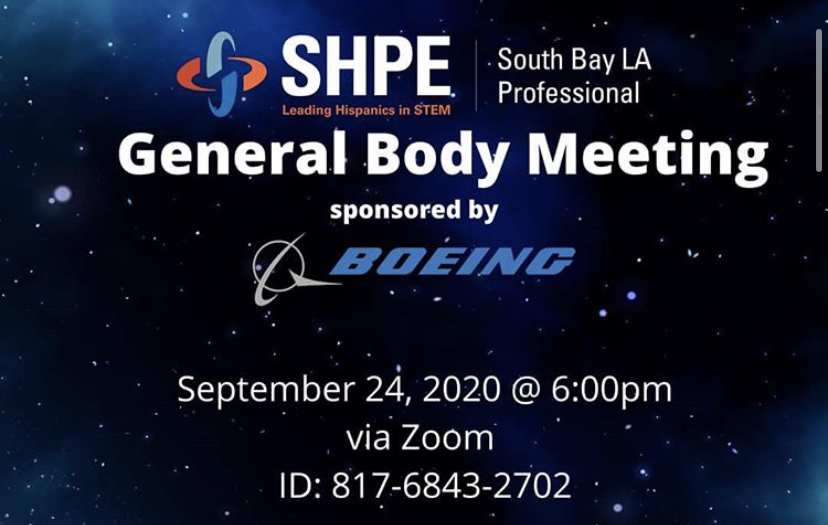 SHPE
Leading Hispanics in STEM
South Bay LA
Professional
General Body Meeting
sponsored by
BOEING
September 24, 2020 @ 6:00pm
via Zoom
ID: 817-6843-2702